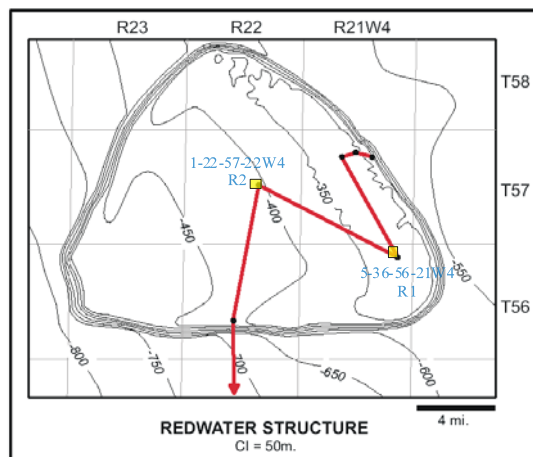 R23 R22 R21W4
T58
1-22-57-22W4
R2
T57
-350
-400
-450
-550
5-36-56-21W4
R1
T56
-800
-750
-700
-650
-600
4 mi.
REDWATER STRUCTURE
CI = 50m.